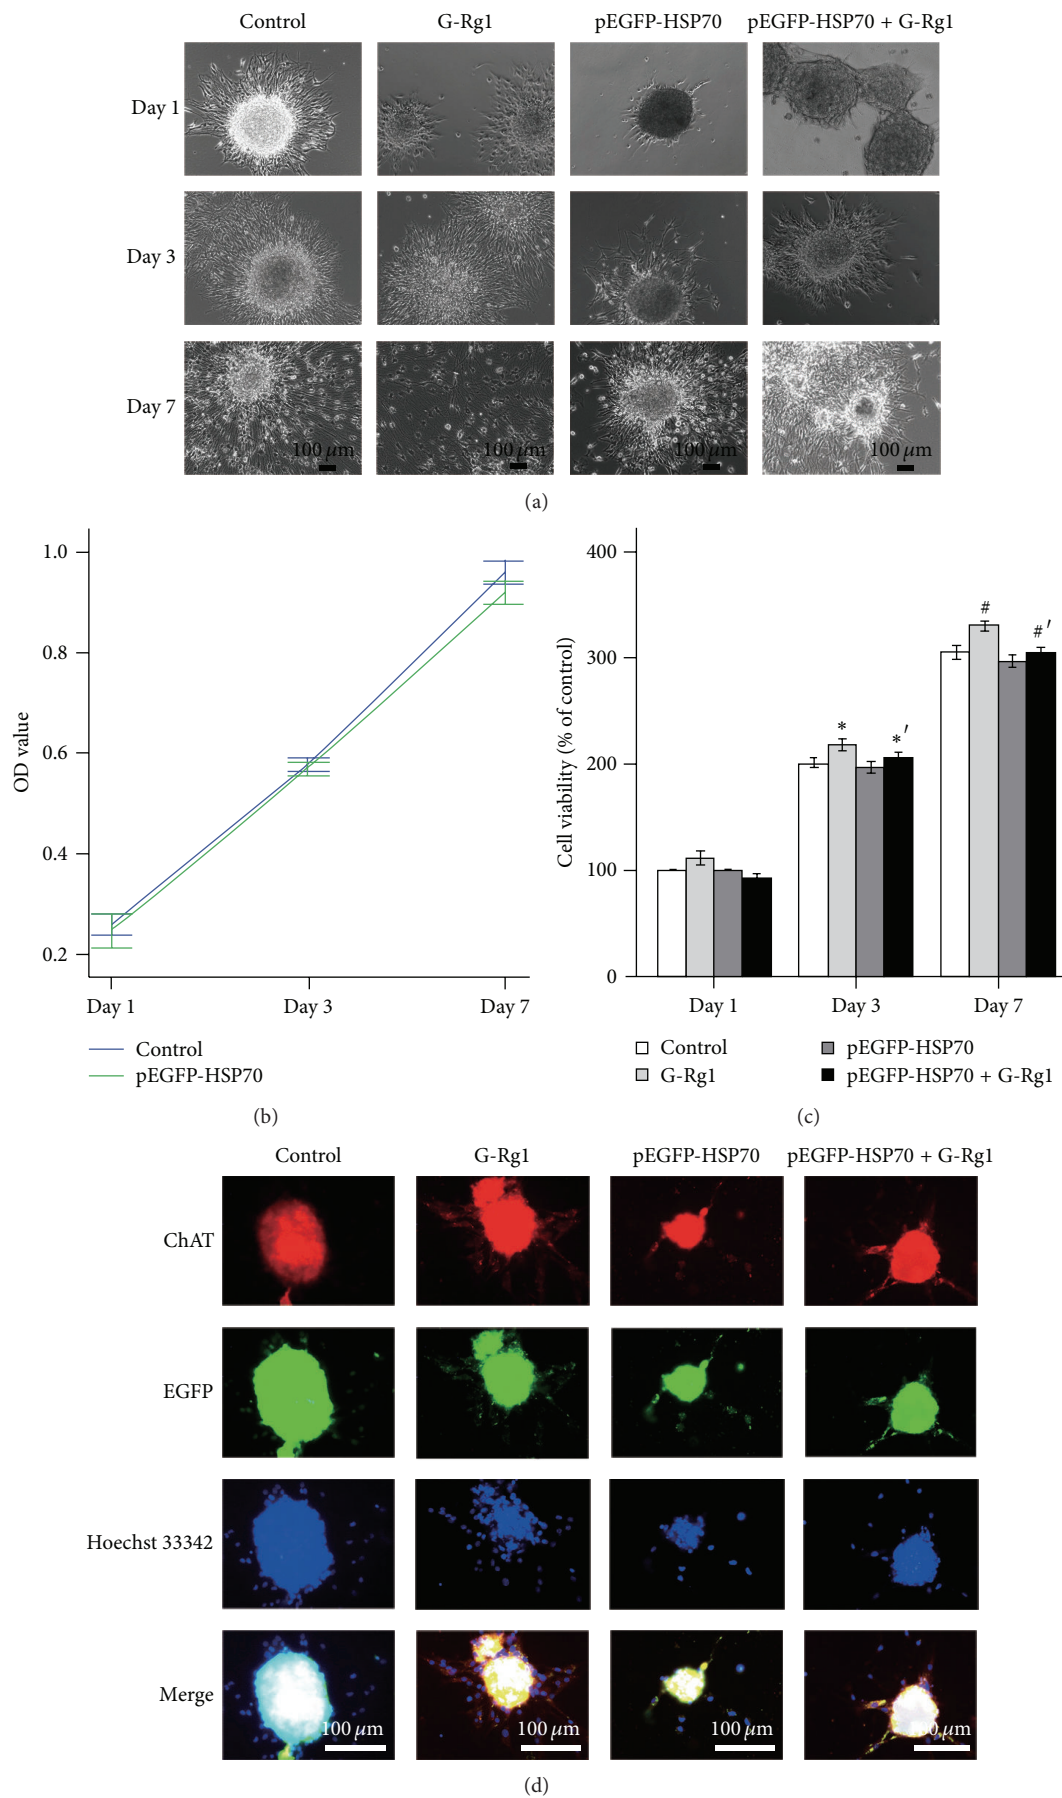 Control G-Rg1 pEGFP-HSP70 pEGFP-HSP70 + G-Rg1
Day 1
Day 3
Day 7
100 μm 100 μm 100 μm 100 μm
(a)
1.0
0.8
0.6
0.4
0.2
OD value
Day 1 Day 3 Day 7
Control
pEGFP-HSP70
(b)
400
300
200
100
0
Cell viability (% of control)
* *′ # #′
Day 1 Day 3 Day 7
Control pEGFP-HSP70
G-Rg1 pEGFP-HSP70 + G-Rg1
(c)
Control G-Rg1 pEGFP-HSP70 pEGFP-HSP70 + G-Rg1
ChAT
EGFP
Hoechst 33342
Merge
100 μm 100 μm 100 μm 100 μm
(d)